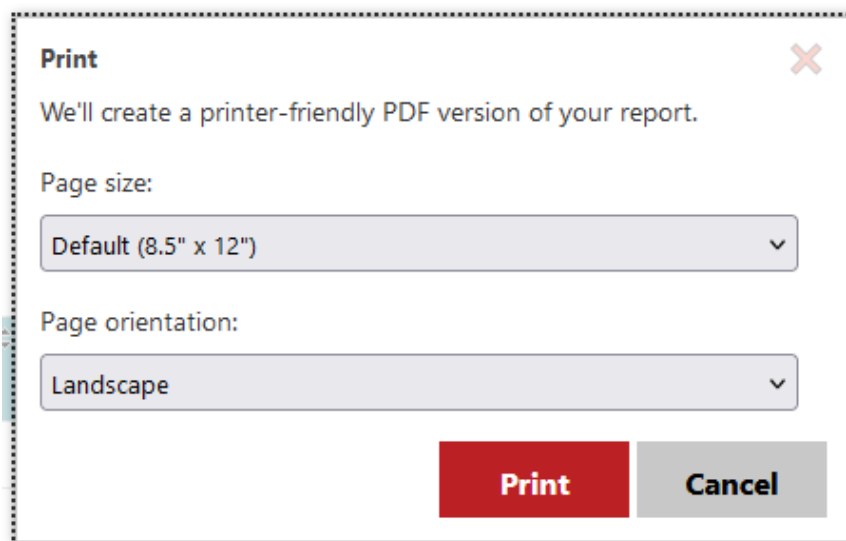 Print
We'll create a printer-friendly PDF version of your report.
Page size:
Default (8.5" x 12")
Page orientation:
Landscape
Print
Cancel